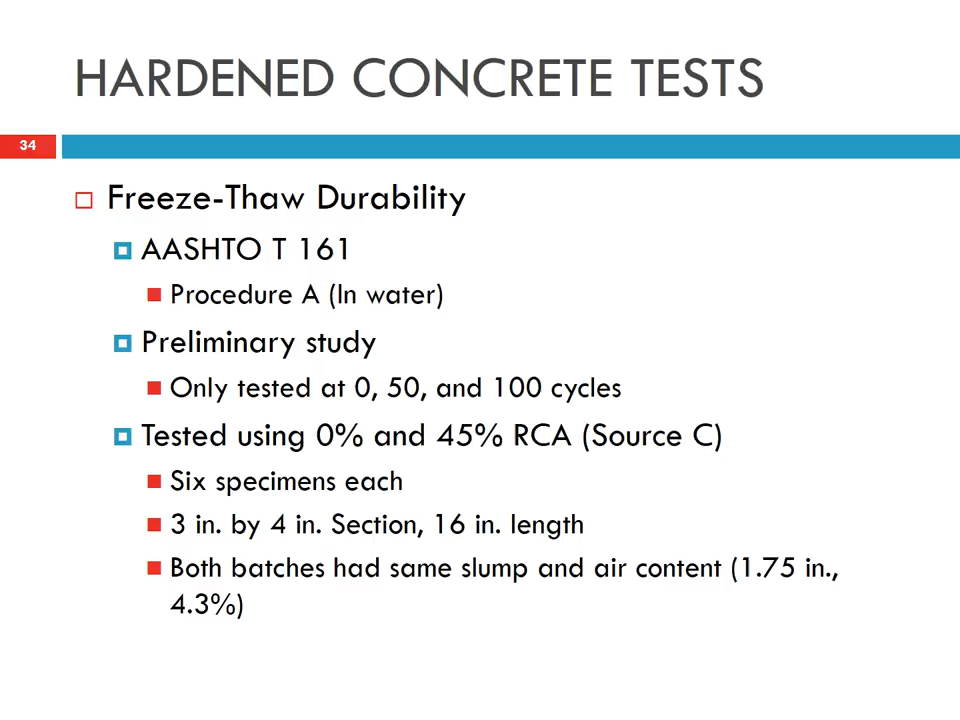 HARDENED CONCRETE TESTS
34
Freeze-Thaw Durability
AASHTO T 161
Procedure A (In water)
Preliminary study
Only tested at 0, 50, and 100 cycles
Tested using 0% and 45% RCA (Source C)
Six specimens each
3 in. by 4 in. Section, 16 in. length
Both batches had same slump and air content (1.75 in.,
4.3%)